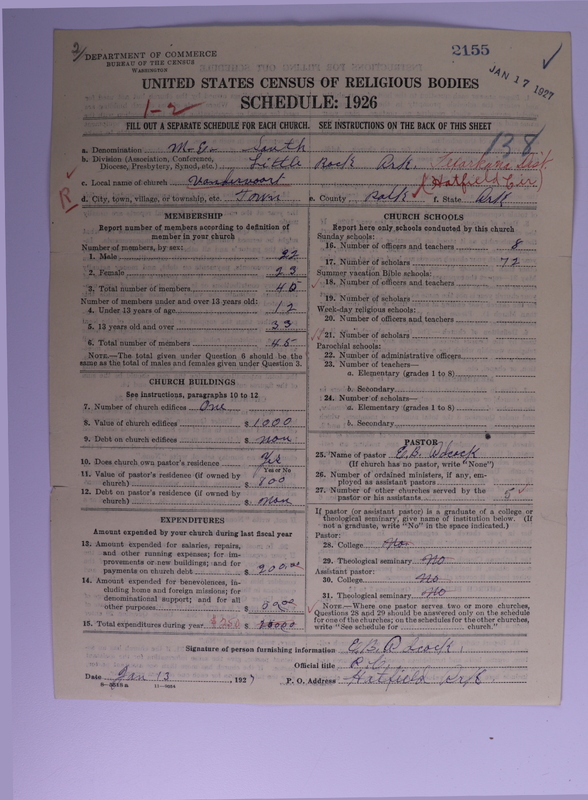 2/
DEPARTMENT OF COMMERCE
BUREAU OF THE CENSUS
WASHINGTON
2155
JAN 17 1927
UNITED STATES CENSUS OF RELIGIOUS BODIES
SCHEDULE: 1926
1-2
FILL OUT A SEPARATE SCHEDULE FOR EACH CHURCH. SEE INSTRUCTIONS ON THE BACK OF THIS SHEET
138
a. Denomination M.E. South
b. Division (Association, Conference, Diocese, Presbytery, Synod, etc.) Little Rock Ark. Texarkana Dist.
c. Local name of church Vandervoort Hatfield Cir.
R
d. City, town, village, or township, etc. Town e. County Polk f. State Ark
MEMBERSHIP
Report number of members according to definition of
member in your church
Number of members, by sex:
1. Male 22
2. Female 23
3. Total number of members 45
Number of members under and over 13 years old:
4. Under 13 years of age 12
5. 13 years old and over 33
6. Total number of members 45
NOTE.—The total given under Question 6 should be the
same as the total of males and females given under Question 3.
CHURCH BUILDINGS
See instructions, paragraphs 10 to 12
7. Number of church edifices One
8. Value of church edifices $ 1000
9. Debt on church edifices $ non
10. Does church own pastor's residence Yes
Yes or No
11. Value of pastor's residence (if owned by
church) $ 800
12. Debt on pastor's residence (if owned by
church) $ non
EXPENDITURES
Amount expended by your church during last fiscal year
13. Amount expended for salaries, repairs,
and other running expenses; for im-
provements or new buildings; and for
payments on church debt $ 200.00
14. Amount expended for benevolences, in-
cluding home and foreign missions; for
denominational support; and for all
other purposes $ 50.00
15. Total expenditures during year $250 $
CHURCH SCHOOLS
Report here only schools conducted by this church
Sunday schools:
16. Number of officers and teachers 8
17. Number of scholars 72
Summer vacation Bible schools:
18. Number of officers and teachers
19. Number of scholars
Week-day religious schools:
20. Number of officers and teachers
21. Number of scholars
Parochial schools:
22. Number of administrative officers
23. Number of teachers—
a. Elementary (grades 1 to 8)
b. Secondary
24. Number of scholars—
a. Elementary (grades 1 to 8)
b. Secondary
PASTOR
25. Name of pastor E.B. Adcock
(If church has no pastor, write "None")
26. Number of ordained ministers, if any, em-
ployed as assistant pastors
27. Number of other churches served by the
pastor or his assistants 5
If pastor (or assistant pastor) is a graduate of a college or
theological seminary, give name of institution below. (If
not a graduate, write "No" in the space indicated.)
Pastor:
28. College No
29. Theological seminary No
Assistant pastor:
30. College No
31. Theological seminary No
NOTE.—Where one pastor serves two or more churches,
Questions 28 and 29 should be answered only on the schedule
for one of the churches; on the schedules for the other churches,
write "See schedule for church."
Signature of person furnishing information E.B. Adcock
Official title P.C.
Date Jan 13, 1927 P. O. Address Hatfield Ark
11—9064